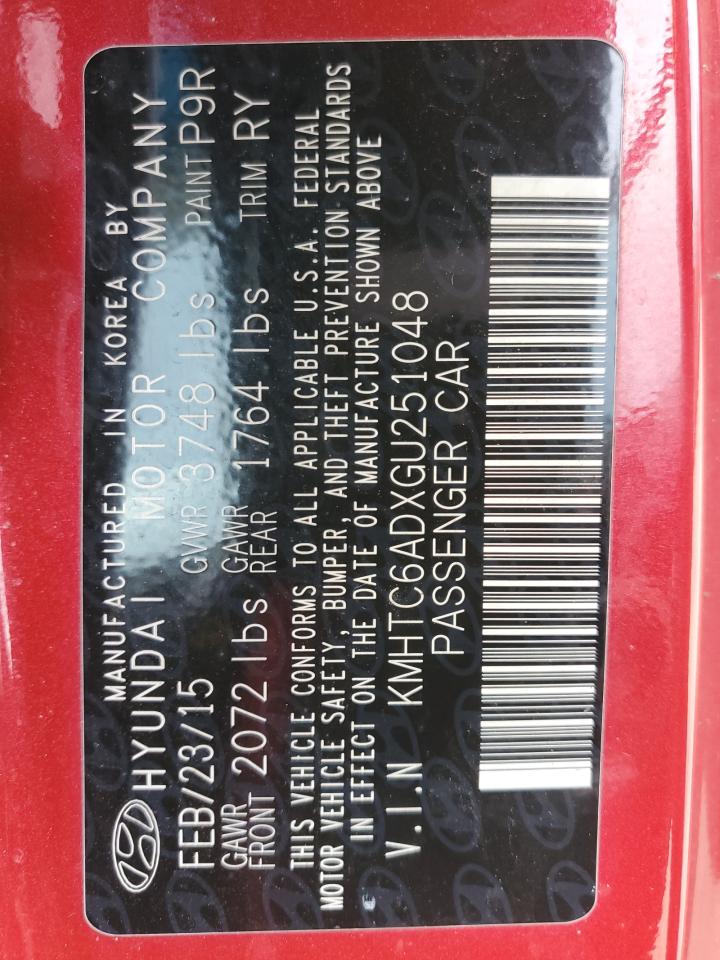 MANUFACTURED IN KOREA BY
HYUNDAI MOTOR COMPANY
FEB/23/15 GVWR 3748 lbs PAINT P9R
GAWR FRONT 2072 lbs GAWR REAR 1764 lbs TRIM RY
THIS VEHICLE CONFORMS TO ALL APPLICABLE U.S.A. FEDERAL
MOTOR VEHICLE SAFETY, BUMPER, AND THEFT PREVENTION STANDARDS
IN EFFECT ON THE DATE OF MANUFACTURE SHOWN ABOVE
V.I.N KMHTC6ADXGU251048
PASSENGER CAR